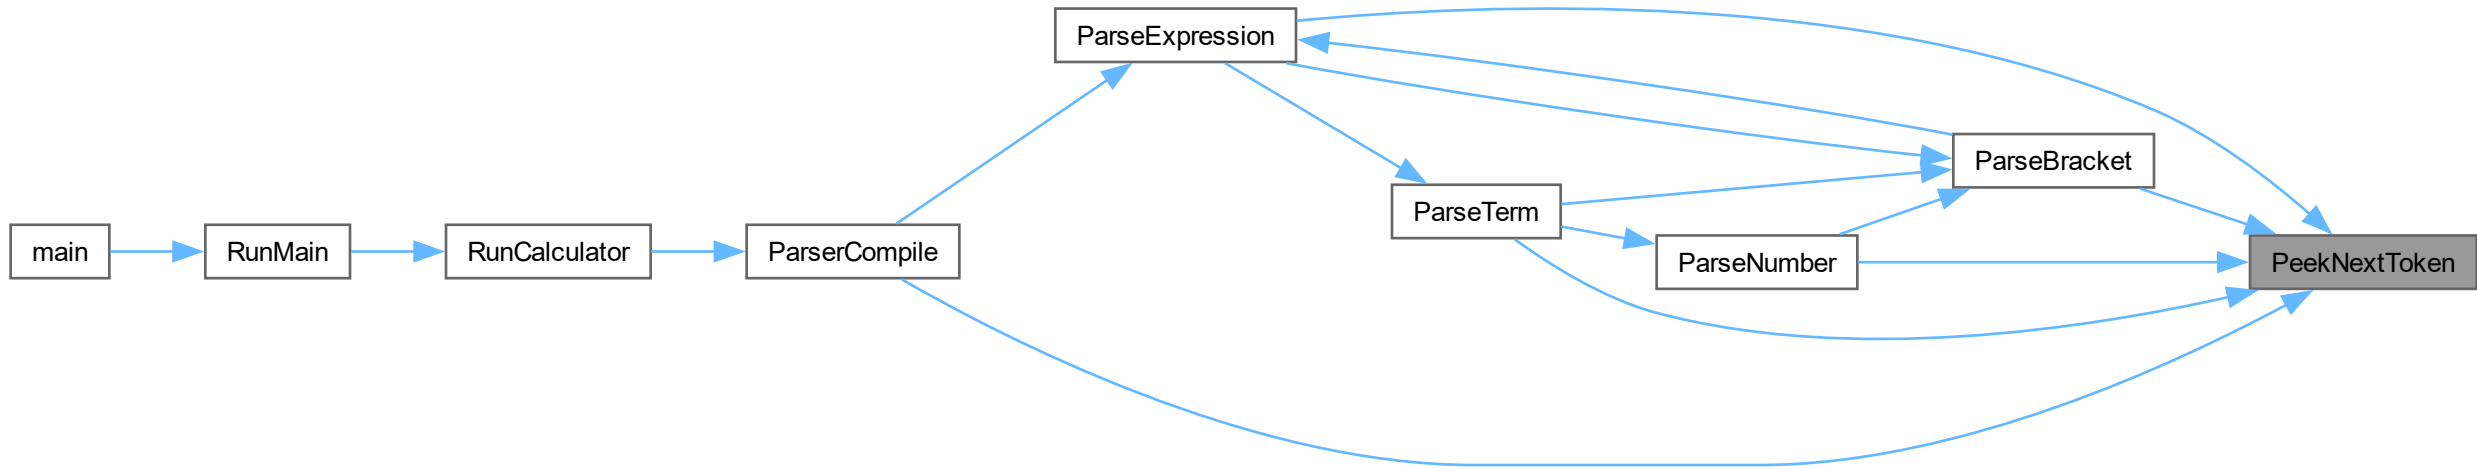 ParseExpression
ParseBracket
ParseTerm
main
RunMain
RunCalculator
ParserCompile
ParseNumber
PeekNextToken